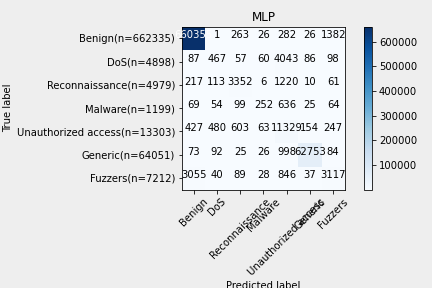 MLP
True label
Benign(n=662335) 1 263 26 282 26 1382
DoS(n=4898) 87 467 57 60 4043 86 98
Reconnaissance(n=4979) 217 113 3352 6 1220 10 61
Malware(n=1199) 69 54 99 252 636 25 64
Unauthorized access(n=13303) 427 480 603 63 11329 154 247
Generic(n=64051) 73 92 25 26 998 62753 84
Fuzzers(n=7212) 3055 40 89 28 846 37 3117
600000
500000
400000
300000
200000
100000
Benign
DoS
Reconnaissance
Malware
Unauthorized access
Generic
Fuzzers
Predicted label